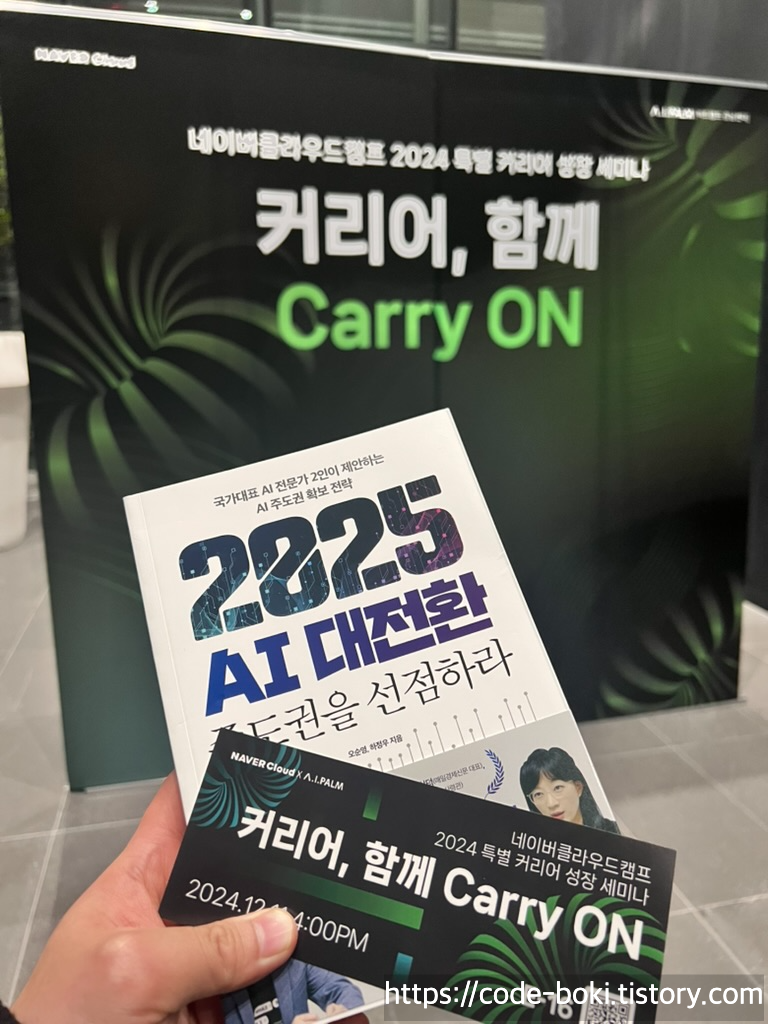 NAVER Cloud
네이버클라우드캠프 2024 특별 커리어 성장 세미나
커리어, 함께
Carry ON
국가대표 AI 전문가 2인이 제안하는
AI 주도권 확보 전략
2025
AI 대전환
주도권을 선점하라
오순영, 하정우 지음
NAVER Cloud x A.I.PALM
네이버클라우드캠프
2024 특별 커리어 성장 세미나
커리어, 함께 Carry ON
2024.12
4:00PM
16
https://code-boki.tistory.com